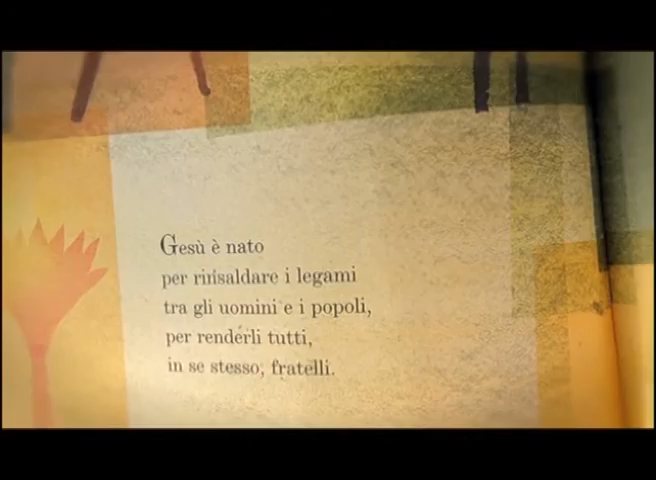 Gesù è nato
per rinsaldare i legami
tra gli uomini e i popoli,
per renderli tutti,
in se stesso, fratelli.